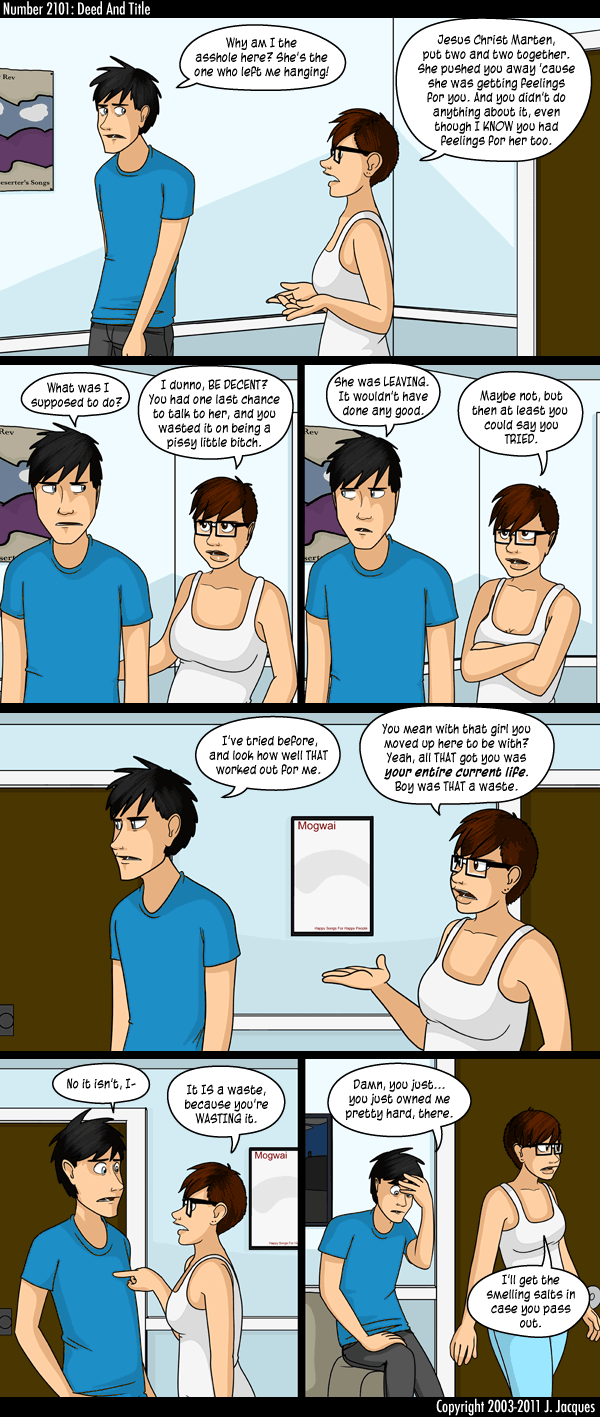 Number 2101: Deed And Title
Why am I the
asshole here? She's the
one who left me hanging!
Jesus Christ Marten,
put two and two together.
She pushed you away 'cause
she was getting feelings
for you. And you didn't do
anything about it, even
though I KNOW you had
feelings for her too.
Rev
eserter's Songs
What was I
supposed to do?
I dunno, BE DECENT?
You had one last chance
to talk to her, and you
wasted it on being a
pissy little bitch.
Rev
esert
She was LEAVING.
It wouldn't have
done any good.
Maybe not, but
then at least you
could say you
TRIED.
Rev
eserte
I've tried before,
and look how well THAT
worked out for me.
You mean with that girl you
moved up here to be with?
Yeah, all THAT got you was
your entire current life.
Boy was THAT a waste.
Mogwai
Happy Songs For Happy People
No it isn't, I-
It IS a waste,
because you're
WASTING it.
Mogwai
Happy Songs For H
Damn, you just...
you just owned me
pretty hard, there.
I'll get the
smelling salts in
case you pass
out.
Copyright 2003-2011 J. Jacques